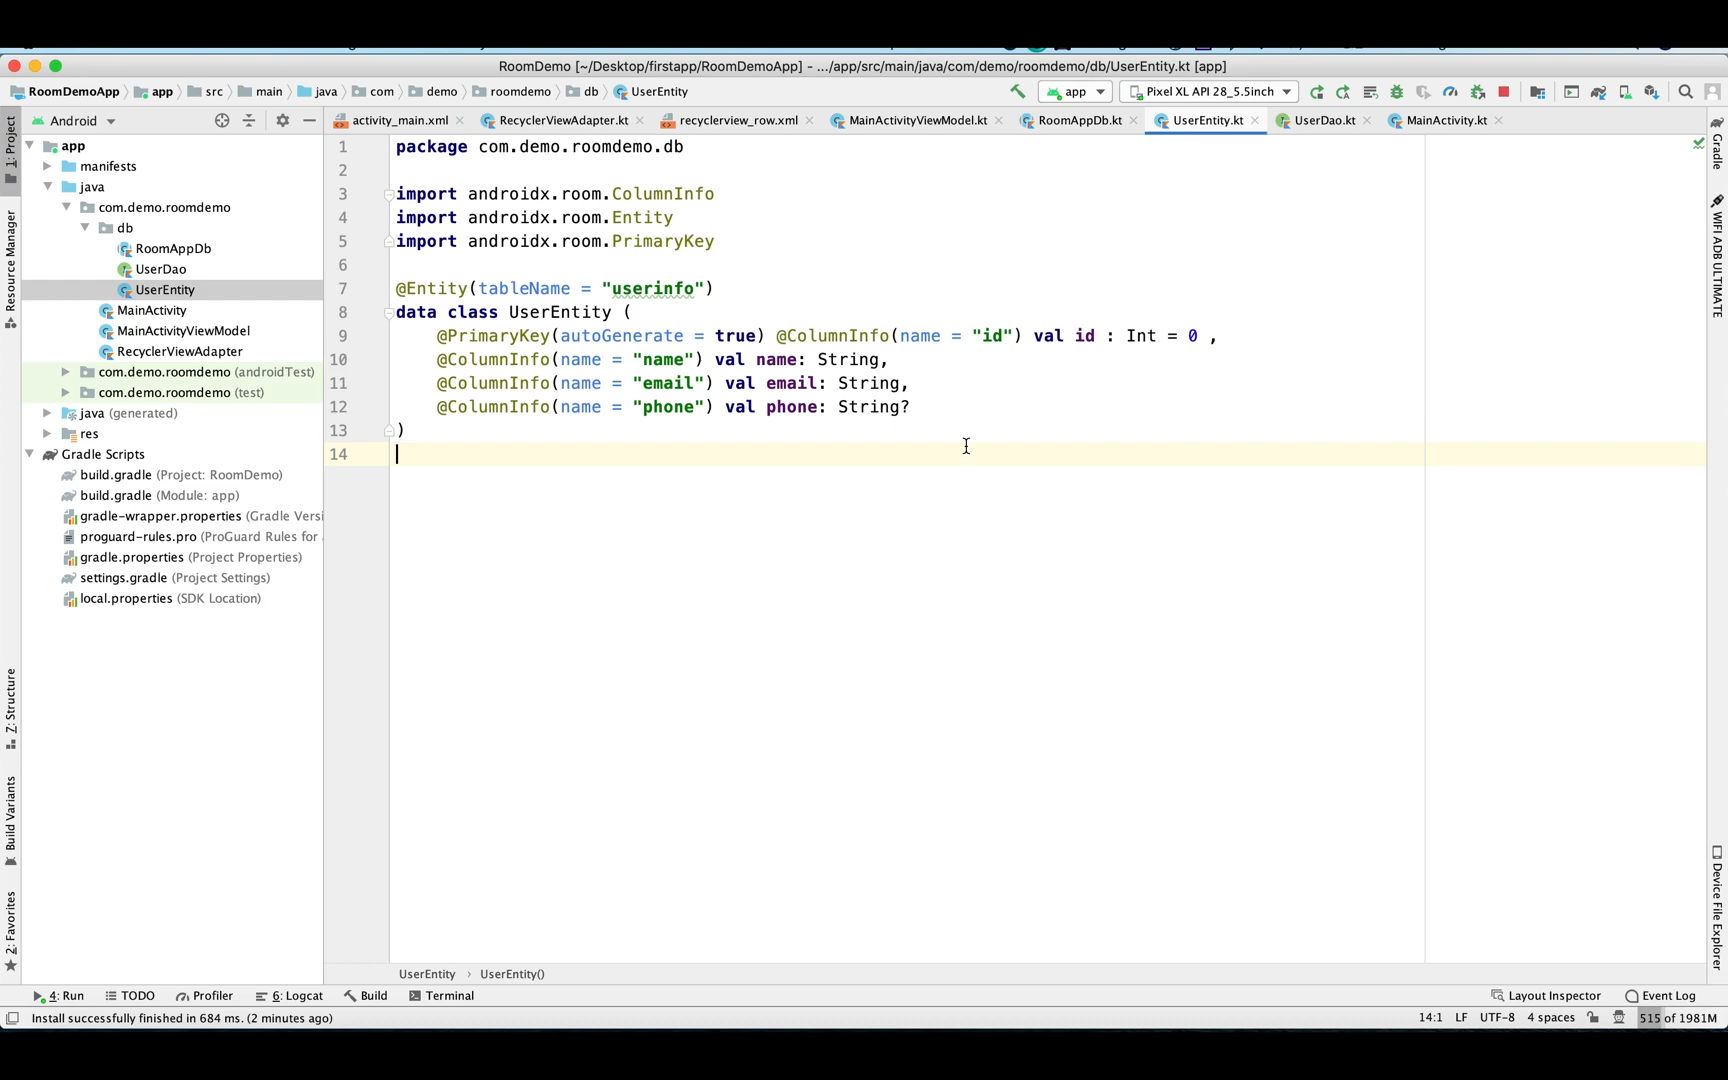 RoomDemo [~/Desktop/firstapp/RoomDemoApp] - .../app/src/main/java/com/demo/roomdemo/db/UserEntity.kt [app]
RoomDemoApp app src main java com demo roomdemo db UserEntity
app Pixel XL API 28_5.5inch
Android
activity_main.xml RecyclerViewAdapter.kt recyclerview_row.xml MainActivityViewModel.kt RoomAppDb.kt UserEntity.kt UserDao.kt MainActivity.kt
1: Project
Resource Manager
Z: Structure
Build Variants
2: Favorites
app
manifests
java
com.demo.roomdemo
db
RoomAppDb
UserDao
UserEntity
MainActivity
MainActivityViewModel
RecyclerViewAdapter
com.demo.roomdemo (androidTest)
com.demo.roomdemo (test)
java (generated)
res
Gradle Scripts
build.gradle (Project: RoomDemo)
build.gradle (Module: app)
gradle-wrapper.properties (Gradle Versi
proguard-rules.pro (ProGuard Rules for
gradle.properties (Project Properties)
settings.gradle (Project Settings)
local.properties (SDK Location)
1 package com.demo.roomdemo.db
2
3 import androidx.room.ColumnInfo
4 import androidx.room.Entity
5 import androidx.room.PrimaryKey
6
7 @Entity(tableName = "userinfo")
8 data class UserEntity (
9 @PrimaryKey(autoGenerate = true) @ColumnInfo(name = "id") val id : Int = 0 ,
10 @ColumnInfo(name = "name") val name: String,
11 @ColumnInfo(name = "email") val email: String,
12 @ColumnInfo(name = "phone") val phone: String?
13 )
14
Gradle
WIFI ADB ULTIMATE
Device File Explorer
UserEntity › UserEntity()
4: Run TODO Profiler 6: Logcat Build Terminal Layout Inspector Event Log
Install successfully finished in 684 ms. (2 minutes ago) 14:1 LF UTF-8 4 spaces 515 of 1981M